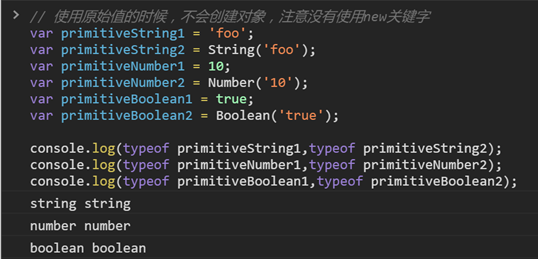 > // 使用原始值的时候，不会创建对象，注意没有使用new关键字
var primitiveString1 = 'foo';
var primitiveString2 = String('foo');
var primitiveNumber1 = 10;
var primitiveNumber2 = Number('10');
var primitiveBoolean1 = true;
var primitiveBoolean2 = Boolean('true');
console.log(typeof primitiveString1,typeof primitiveString2);
console.log(typeof primitiveNumber1,typeof primitiveNumber2);
console.log(typeof primitiveBoolean1,typeof primitiveBoolean2);
string string
number number
boolean boolean